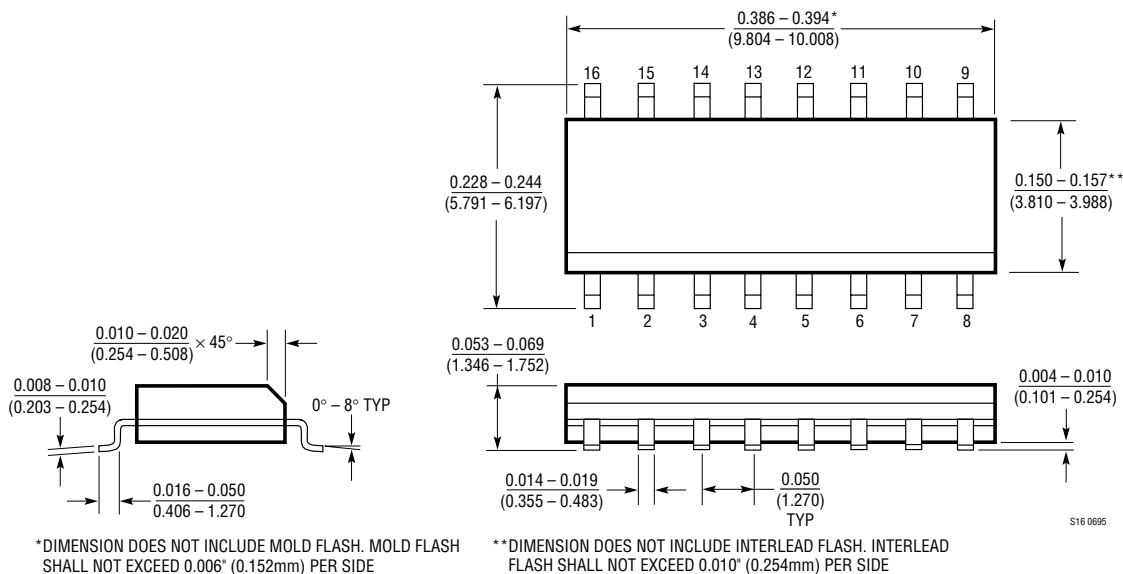 0.386 – 0.394*
(9.804 – 10.008)
16 15 14 13 12 11 10 9
0.228 – 0.244
(5.791 – 6.197)
0.150 – 0.157**
(3.810 – 3.988)
1 2 3 4 5 6 7 8
0.010 – 0.020
(0.254 – 0.508)
× 45°
0.008 – 0.010
(0.203 – 0.254)
0° – 8° TYP
0.016 – 0.050
0.406 – 1.270
0.053 – 0.069
(1.346 – 1.752)
0.004 – 0.010
(0.101 – 0.254)
0.014 – 0.019
(0.355 – 0.483)
0.050
(1.270)
TYP
S16 0695
*DIMENSION DOES NOT INCLUDE MOLD FLASH. MOLD FLASH
SHALL NOT EXCEED 0.006" (0.152mm) PER SIDE
**DIMENSION DOES NOT INCLUDE INTERLEAD FLASH. INTERLEAD
FLASH SHALL NOT EXCEED 0.010" (0.254mm) PER SIDE